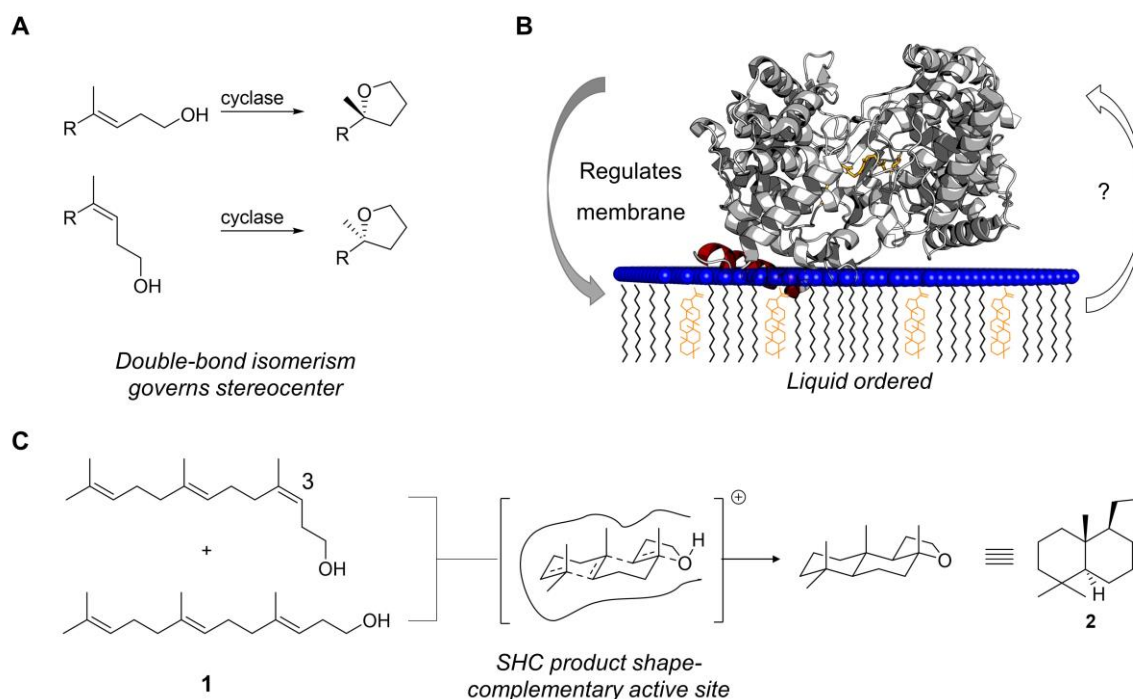 A
R
OH
cyclase
O
R
R
OH
cyclase
O
R
Double-bond isomerism
governs stereocenter
B
Regulates
membrane
?
Liquid ordered
C
3
OH
+
OH
1
⊕
H
O
SHC product shape-
complementary active site
O
H
2